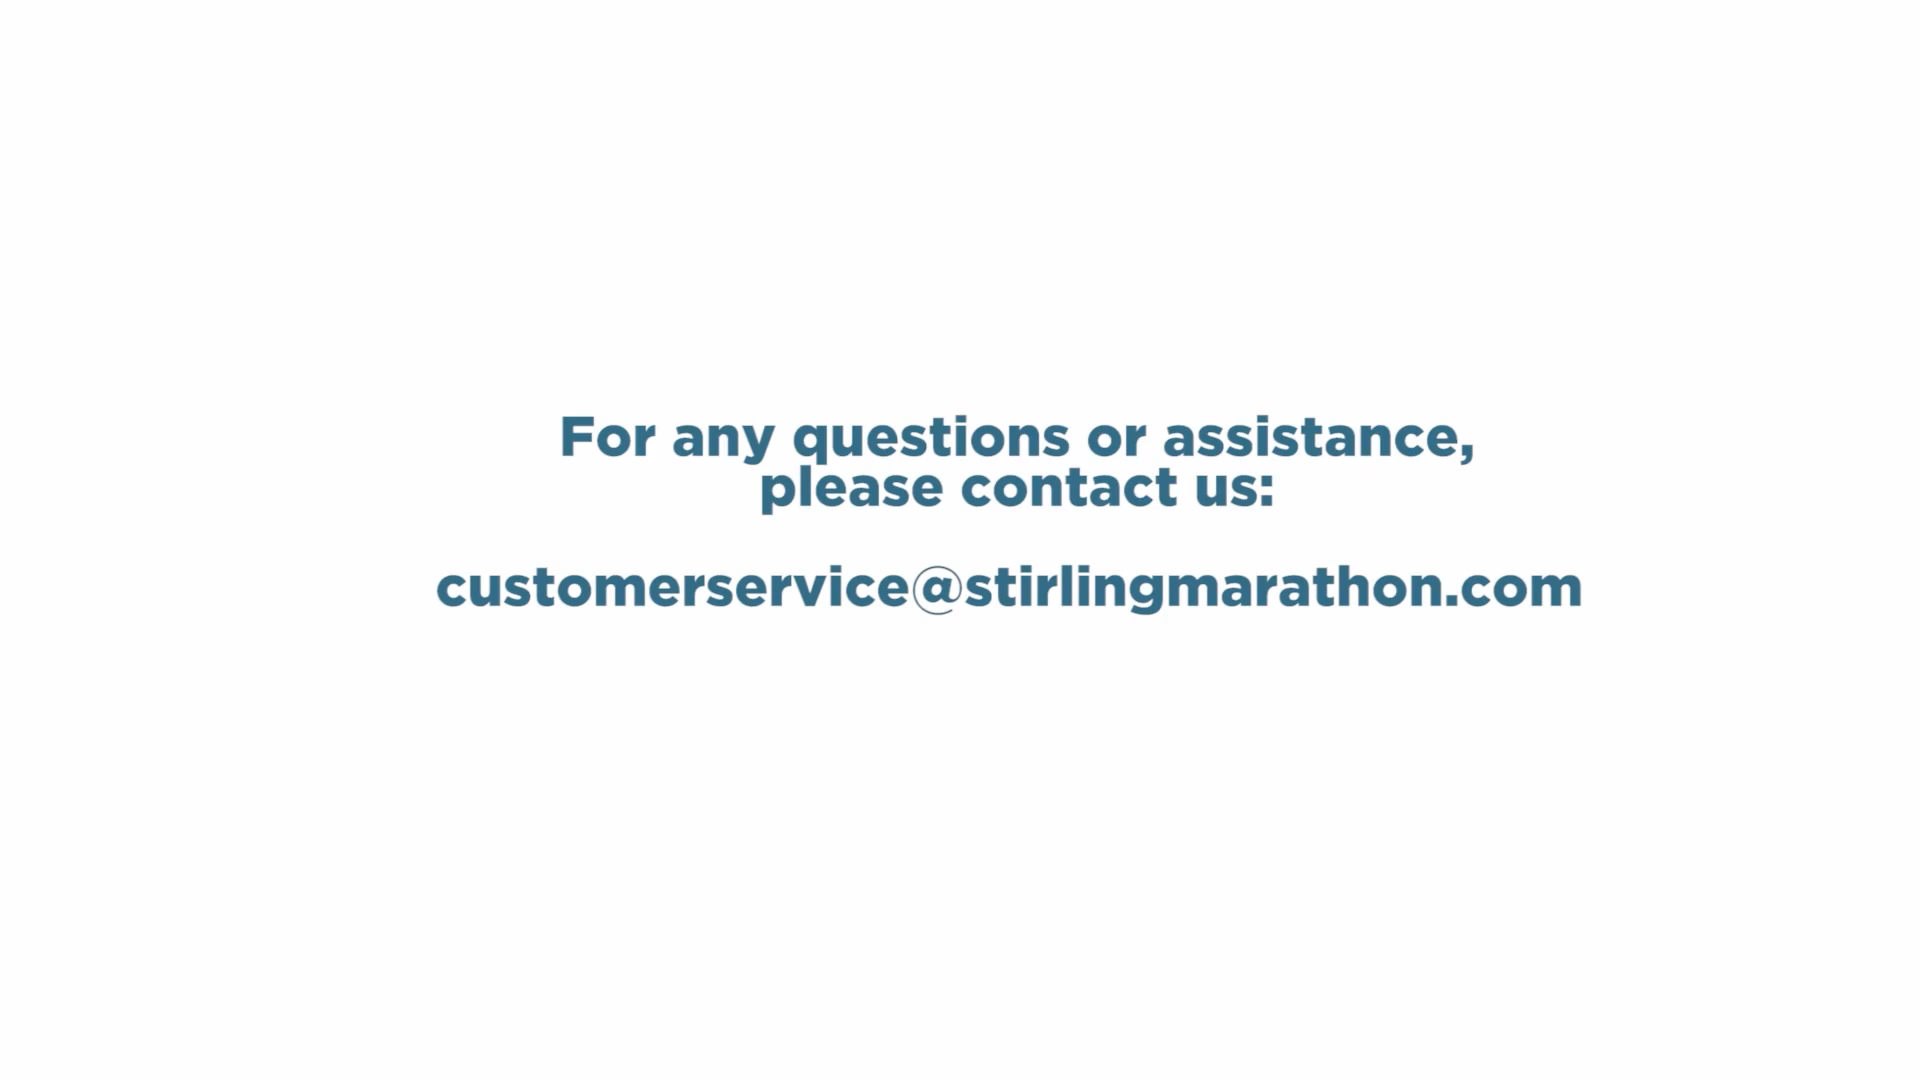 For any questions or assistance,
please contact us:
customerservice@stirlingmarathon.com